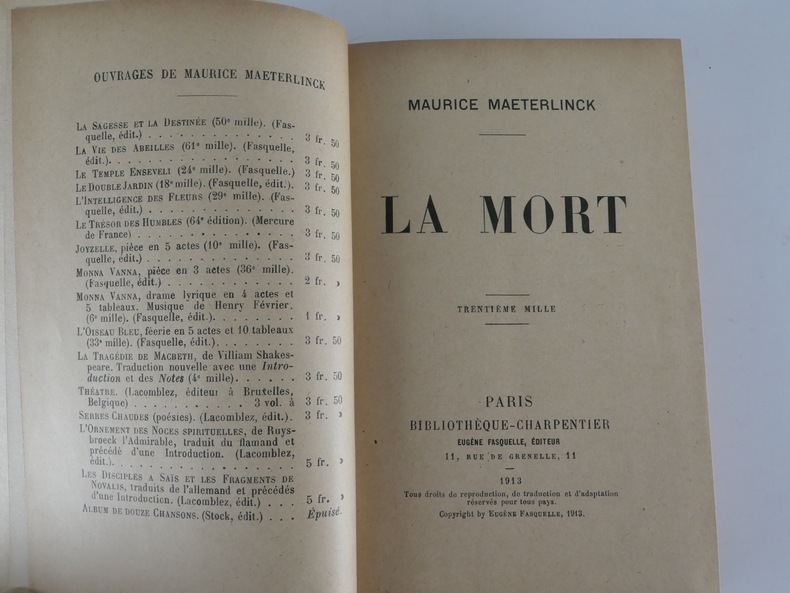 OUVRAGES DE MAURICE MAETERLINCK
LA SAGESSE ET LA DESTINÉE (50e mille). (Fas-
quelle, édit.) . . . . . . . . . . . . . . . 3 fr. 50
LA VIE DES ABEILLES (61e mille). (Fasquelle,
édit.). . . . . . . . . . . . . . . . . . . 3 fr. 50
LE TEMPLE ENSEVELI (24e mille). (Fasquelle.) 3 fr. 50
LE DOUBLE JARDIN (18e mille). (Fasquelle, édit.). 3 fr. 50
L'INTELLIGENCE DES FLEURS (29e mille). (Fas-
quelle, édit.) . . . . . . . . . . . . . . . 3 fr. 50
LE TRÉSOR DES HUMBLES (64e édition). (Mercure
de France) . . . . . . . . . . . . . . . . 3 fr. 50
JOYZELLE, pièce en 5 actes (10e mille). (Fas-
quelle, édit.) . . . . . . . . . . . . . . . 3 fr. 50
MONNA VANNA, pièce en 3 actes (36e mille).
(Fasquelle, édit.) . . . . . . . . . . . . . 2 fr. »
MONNA VANNA, drame lyrique en 4 actes et
5 tableaux. Musique de Henry Février.
(6e mille). (Fasquelle, édit.). . . . . . . . . 1 fr. »
L'OISEAU BLEU, féerie en 5 actes et 10 tableaux
(33e mille). (Fasquelle, édit.). . . . . . . . . 3 fr. 50
LA TRAGÉDIE DE MACBETH, de Villiam Shakes-
peare. Traduction nouvelle avec une Intro-
duction et des Notes (4e mille). . . . . . . 3 fr. 50
THÉATRE. (Lacomblez, éditeur à Bruxelles,
Belgique) . . . . . . . . . . . 3 vol. à 3 fr. 50
SERRES CHAUDES (poésies). (Lacomblez, édit.). 3 fr. »
L'ORNEMENT DES NOCES SPIRITUELLES, de Ruys-
broeck l'Admirable, traduit du flamand et
précédé d'une Introduction. (Lacomblez,
édit.). . . . . . . . . . . . . . . . . . . 5 fr. »
LES DISCIPLES A SAÏS ET LES FRAGMENTS DE
NOVALIS, traduits de l'allemand et précédés
d'une Introduction. (Lacomblez, édit.) . . . 5 fr. »
ALBUM DE DOUZE CHANSONS. (Stock, édit.) . . . Épuisé.
MAURICE MAETERLINCK
LA MORT
TRENTIÈME MILLE
PARIS
BIBLIOTHÈQUE-CHARPENTIER
EUGÈNE FASQUELLE, ÉDITEUR
11, RUE DE GRENELLE, 11
1913
Tous droits de reproduction, de traduction et d'adaptation
réservés pour tous pays.
Copyright by EUGÈNE FASQUELLE, 1913.